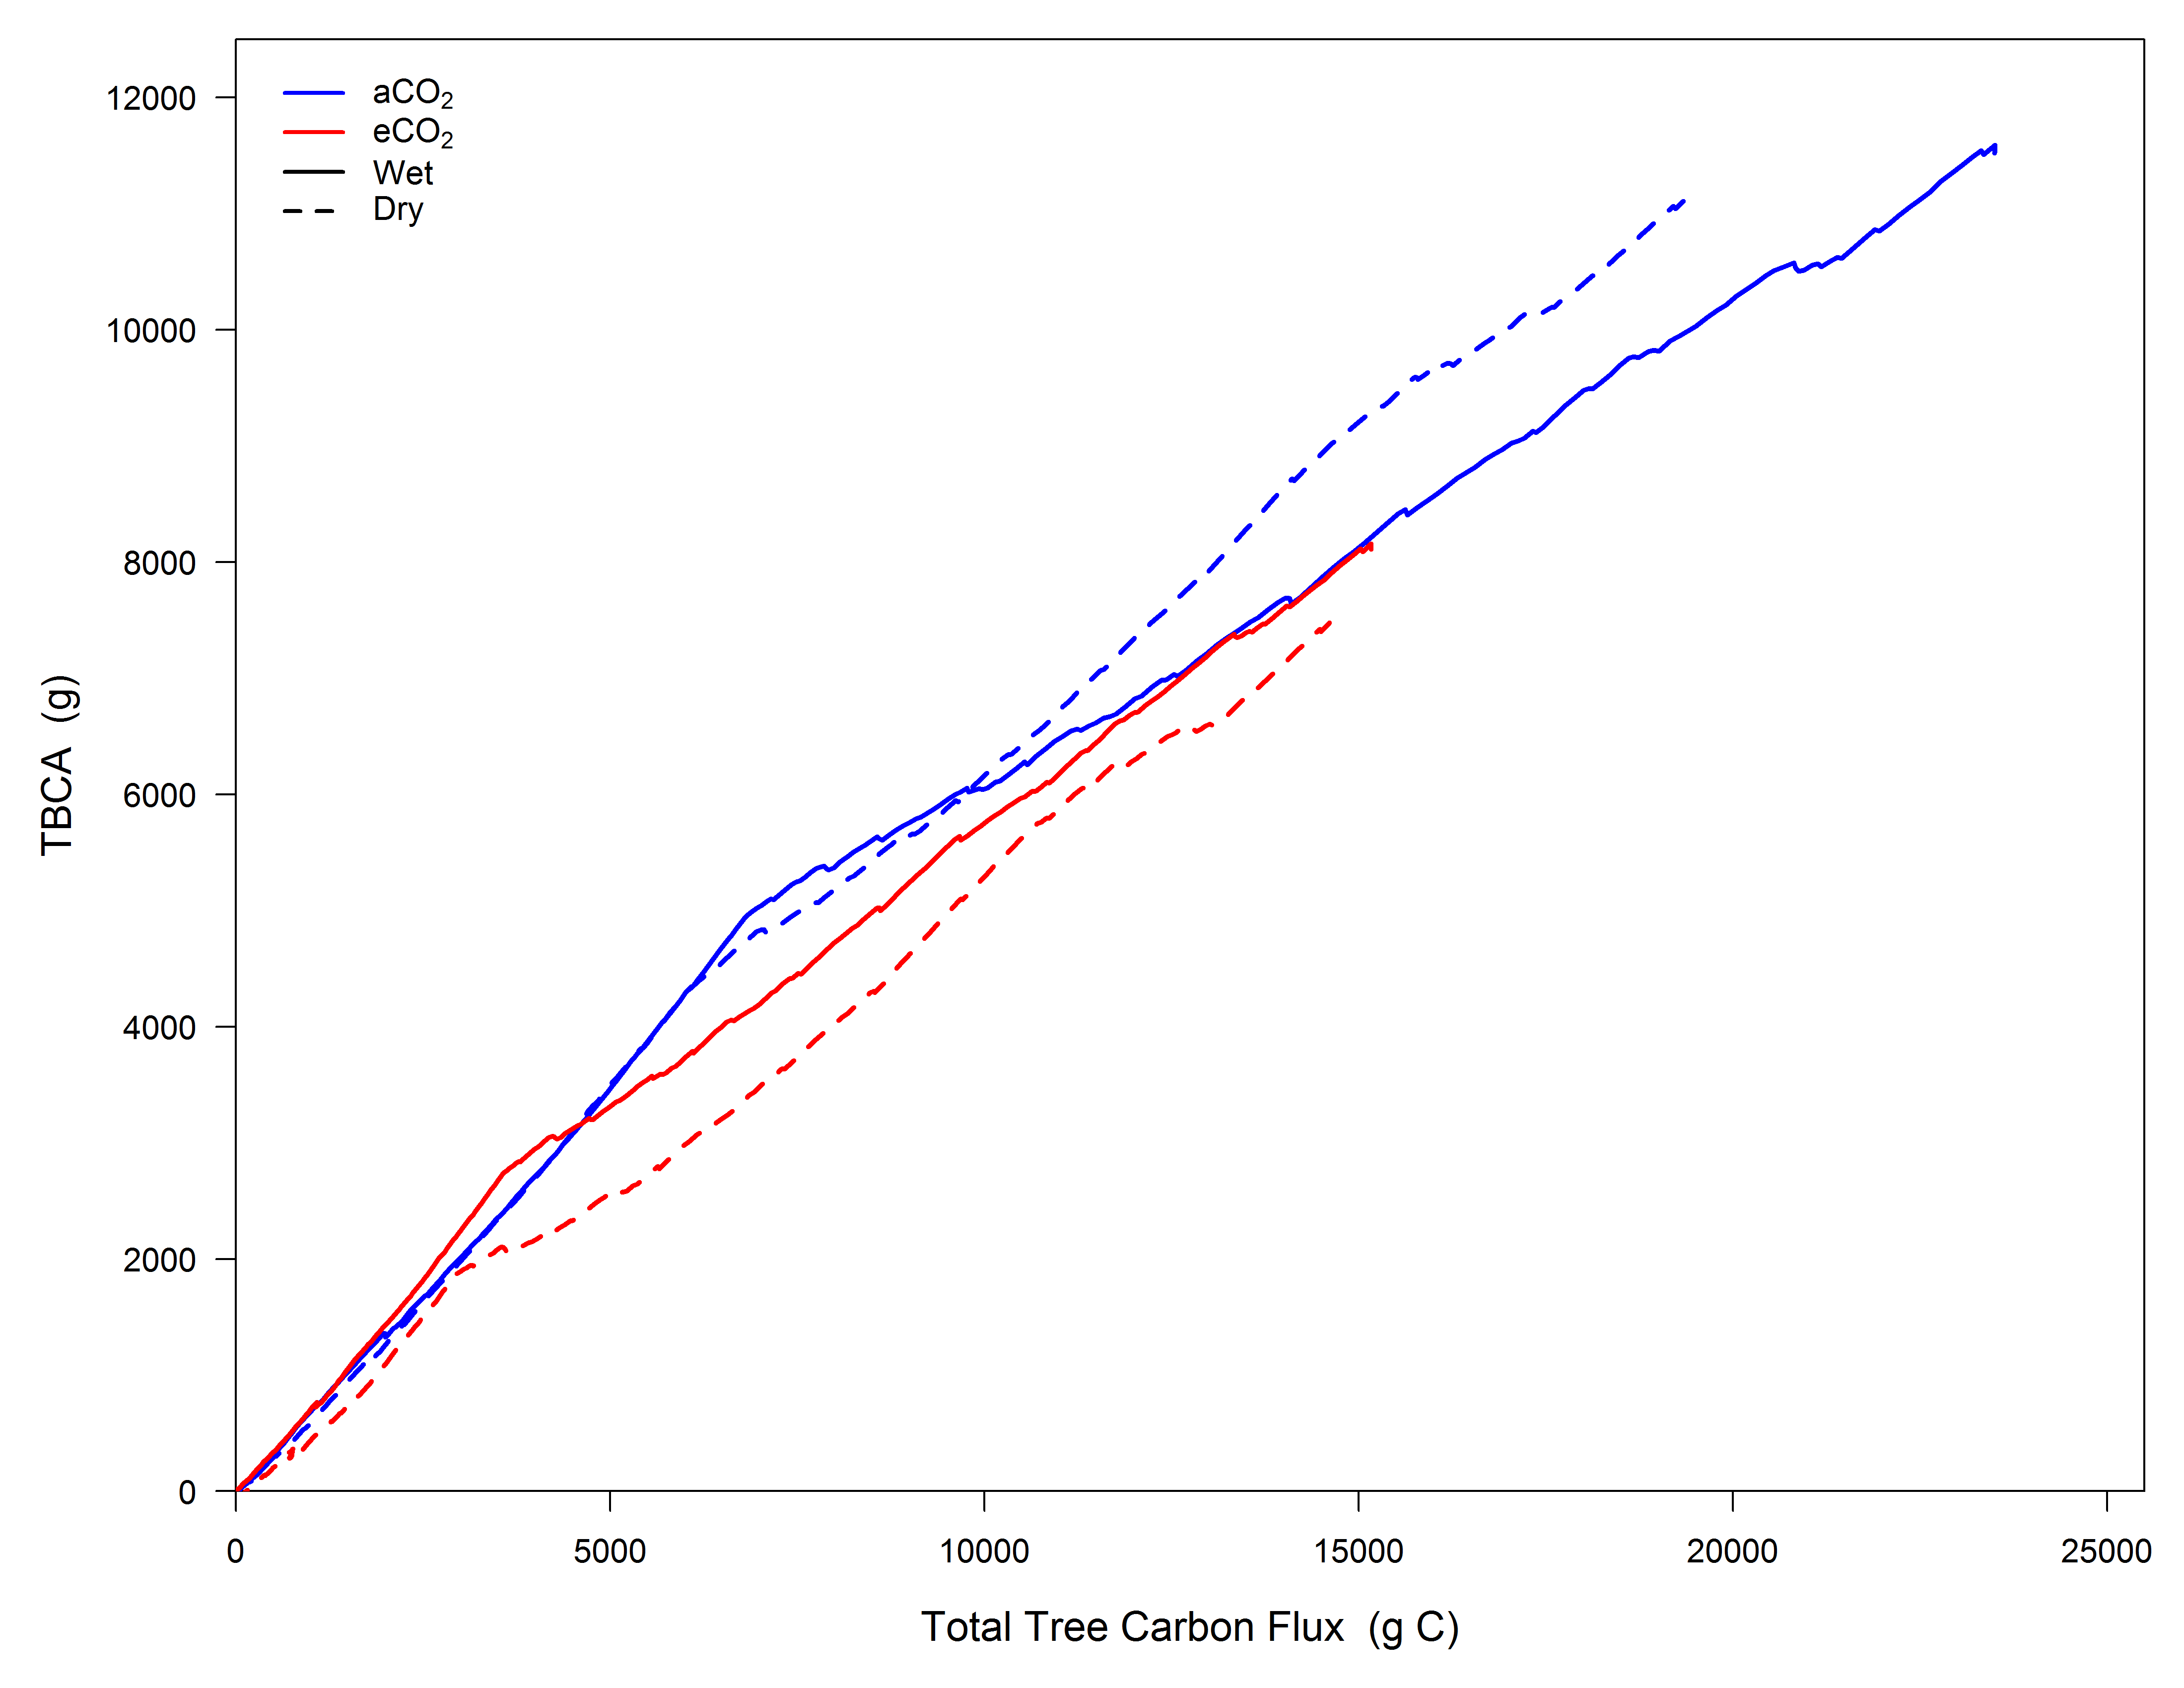 aCO₂
eCO₂
Wet
Dry
TBCA (g)
12000
10000
8000
6000
4000
2000
0
0 5000 10000 15000 20000 25000
Total Tree Carbon Flux (g C)